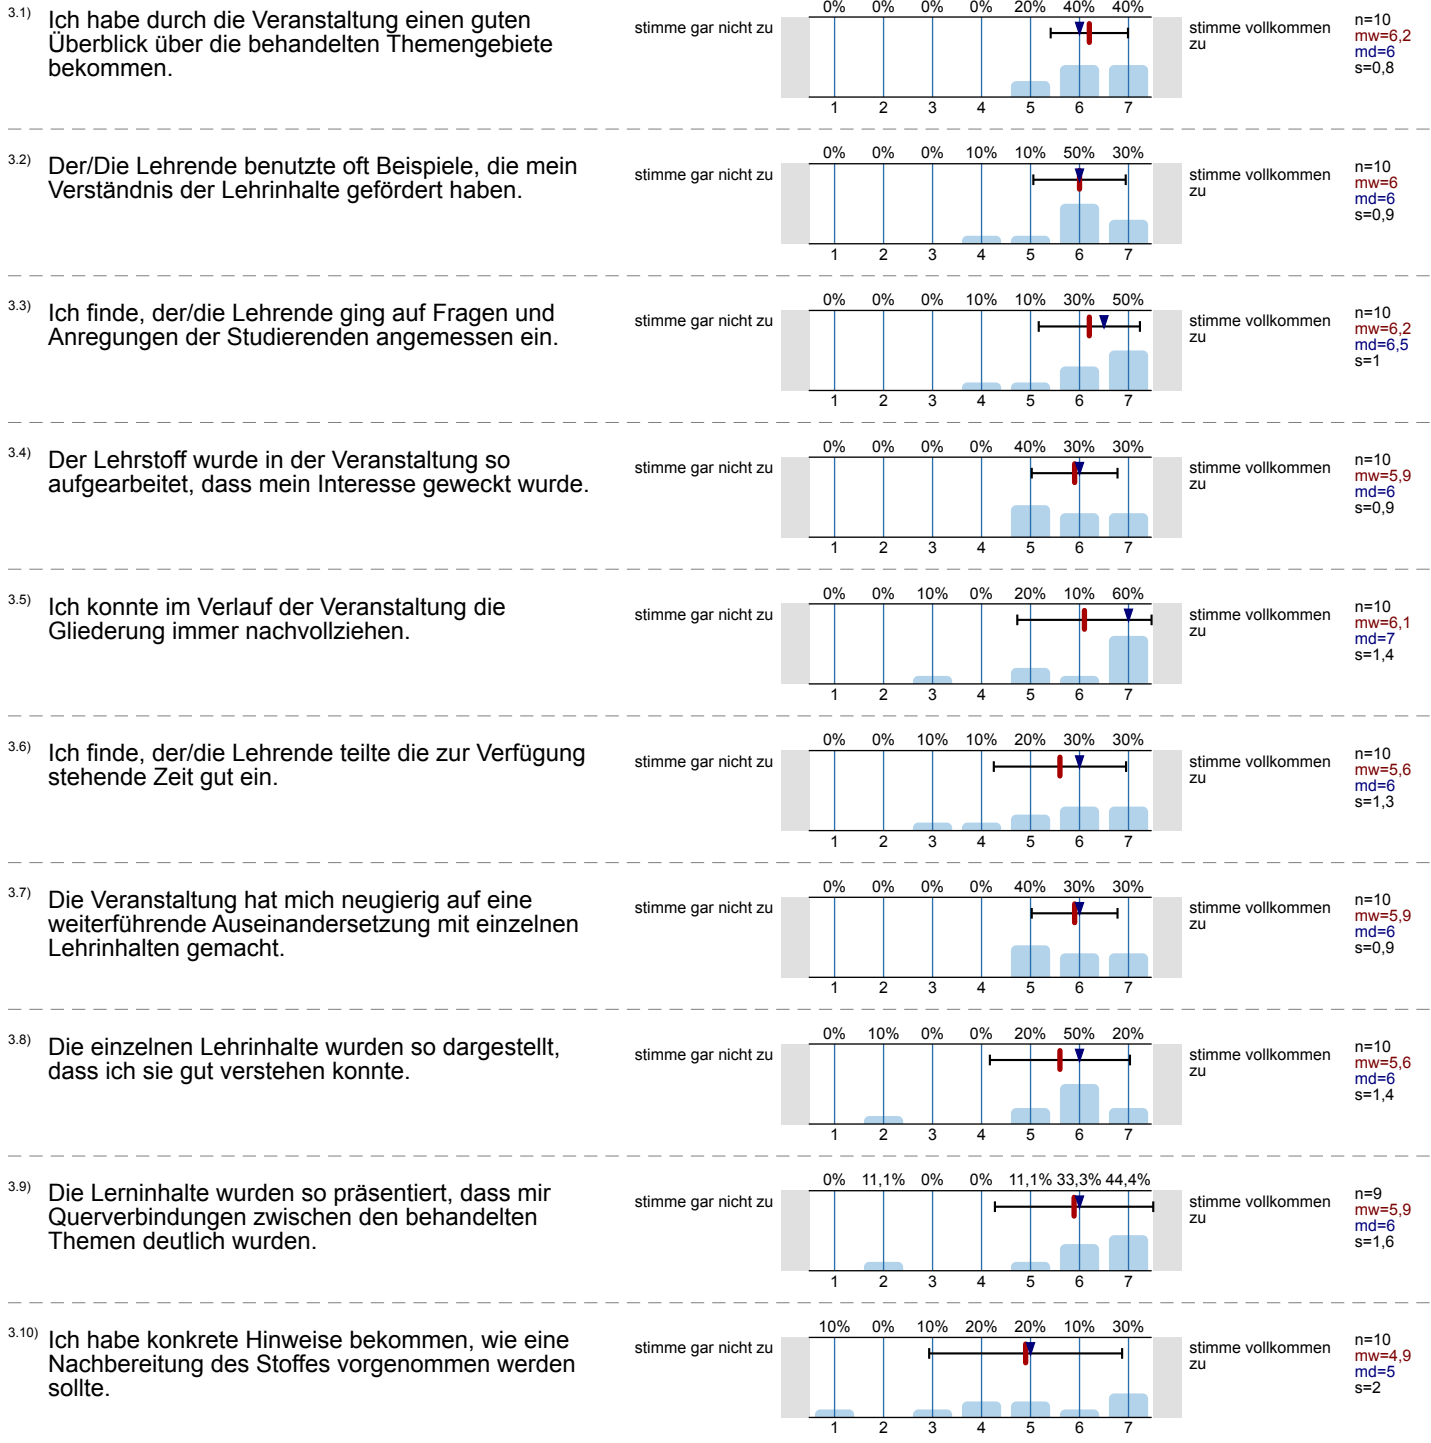 3.1) Ich habe durch die Veranstaltung einen guten
Überblick über die behandelten Themengebiete
bekommen.
stimme gar nicht zu
0% 0% 0% 0% 20% 40% 40%
1 2 3 4 5 6 7
stimme vollkommen
zu
n=10
mw=6,2
md=6
s=0,8
3.2) Der/Die Lehrende benutzte oft Beispiele, die mein
Verständnis der Lehrinhalte gefördert haben.
stimme gar nicht zu
0% 0% 0% 10% 10% 50% 30%
1 2 3 4 5 6 7
stimme vollkommen
zu
n=10
mw=6
md=6
s=0,9
3.3) Ich finde, der/die Lehrende ging auf Fragen und
Anregungen der Studierenden angemessen ein.
stimme gar nicht zu
0% 0% 0% 10% 10% 30% 50%
1 2 3 4 5 6 7
stimme vollkommen
zu
n=10
mw=6,2
md=6,5
s=1
3.4) Der Lehrstoff wurde in der Veranstaltung so
aufgearbeitet, dass mein Interesse geweckt wurde.
stimme gar nicht zu
0% 0% 0% 0% 40% 30% 30%
1 2 3 4 5 6 7
stimme vollkommen
zu
n=10
mw=5,9
md=6
s=0,9
3.5) Ich konnte im Verlauf der Veranstaltung die
Gliederung immer nachvollziehen.
stimme gar nicht zu
0% 0% 10% 0% 20% 10% 60%
1 2 3 4 5 6 7
stimme vollkommen
zu
n=10
mw=6,1
md=7
s=1,4
3.6) Ich finde, der/die Lehrende teilte die zur Verfügung
stehende Zeit gut ein.
stimme gar nicht zu
0% 0% 10% 10% 20% 30% 30%
1 2 3 4 5 6 7
stimme vollkommen
zu
n=10
mw=5,6
md=6
s=1,3
3.7) Die Veranstaltung hat mich neugierig auf eine
weiterführende Auseinandersetzung mit einzelnen
Lehrinhalten gemacht.
stimme gar nicht zu
0% 0% 0% 0% 40% 30% 30%
1 2 3 4 5 6 7
stimme vollkommen
zu
n=10
mw=5,9
md=6
s=0,9
3.8) Die einzelnen Lehrinhalte wurden so dargestellt,
dass ich sie gut verstehen konnte.
stimme gar nicht zu
0% 10% 0% 0% 20% 50% 20%
1 2 3 4 5 6 7
stimme vollkommen
zu
n=10
mw=5,6
md=6
s=1,4
3.9) Die Lerninhalte wurden so präsentiert, dass mir
Querverbindungen zwischen den behandelten
Themen deutlich wurden.
stimme gar nicht zu
0% 11,1% 0% 0% 11,1% 33,3% 44,4%
1 2 3 4 5 6 7
stimme vollkommen
zu
n=9
mw=5,9
md=6
s=1,6
3.10) Ich habe konkrete Hinweise bekommen, wie eine
Nachbereitung des Stoffes vorgenommen werden
sollte.
stimme gar nicht zu
10% 0% 10% 20% 20% 10% 30%
1 2 3 4 5 6 7
stimme vollkommen
zu
n=10
mw=4,9
md=5
s=2